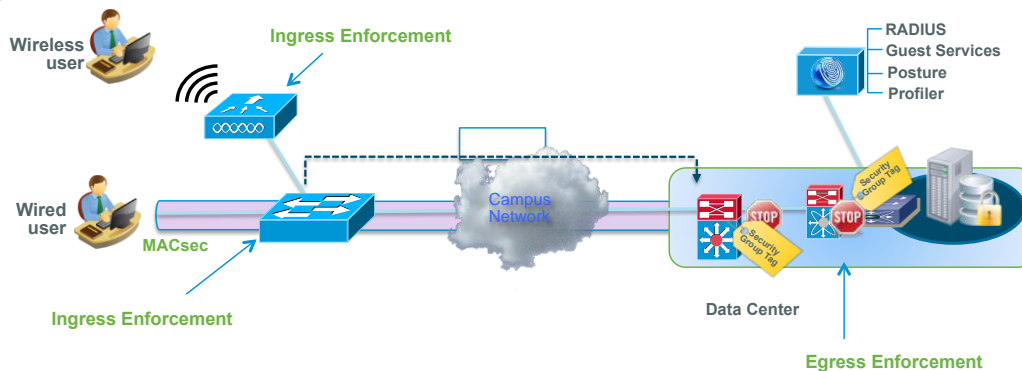 Wireless
user
Ingress Enforcement
RADIUS
Guest Services
Posture
Profiler
Wired
user
MACsec
Campus
Network
STOP
Security
Group Tag
STOP
Security
Group Tag
Ingress Enforcement
Data Center
Egress Enforcement